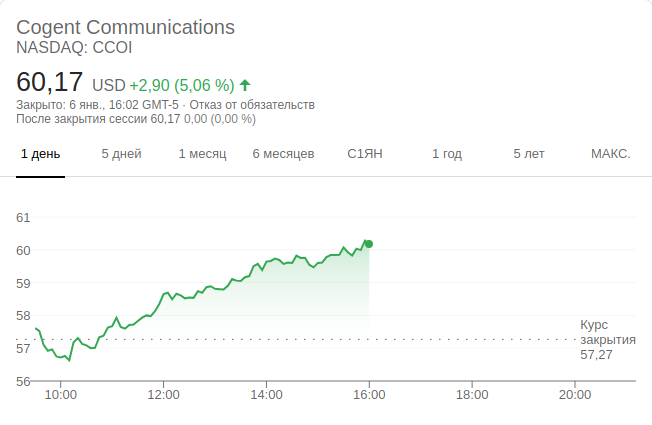 Cogent Communications
NASDAQ: CCOI
60,17 USD +2,90 (5,06 %)
Закрыто: 6 янв., 16:02 GMT-5 · Отказ от обязательств
После закрытия сессии 60,17 0,00 (0,00 %)
1 день 5 дней 1 месяц 6 месяцев С1ЯН 1 год 5 лет МАКС.
61
60
59
58
57
56
Курс
закрытия
57,27
10:00 12:00 14:00 16:00 18:00 20:00